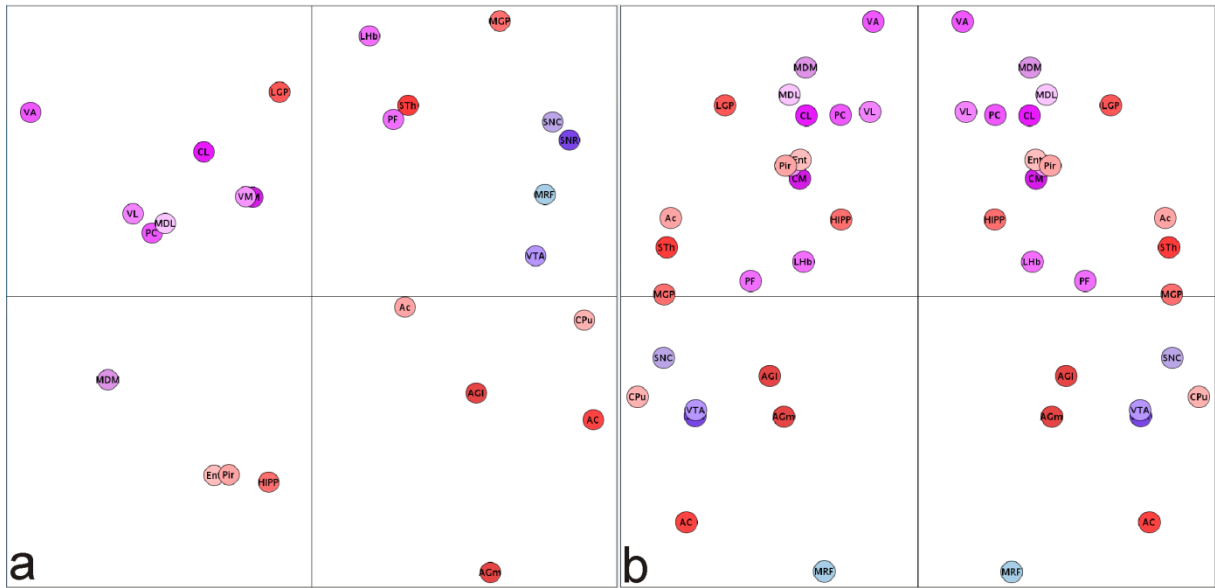 MGP
LHb
LGP
STh
VA
PF
SNC
SNR
CL
MRF
VM
VL
MDL
PC
VTA
Ac
CPu
MDM
AGl
AC
Ent
Pir
HIPP
AGm
a
VA
VA
MDM
MDM
MDL
MDL
LGP
LGP
VL
VL
CL
CL
PC
PC
Ent
Ent
Pir
Pir
CM
CM
Ac
Ac
HIPP
HIPP
STh
STh
LHb
LHb
PF
PF
MGP
MGP
SNC
SNC
AGl
AGl
CPu
CPu
VTA
VTA
AGm
AGm
AC
AC
MRF
MRF
b